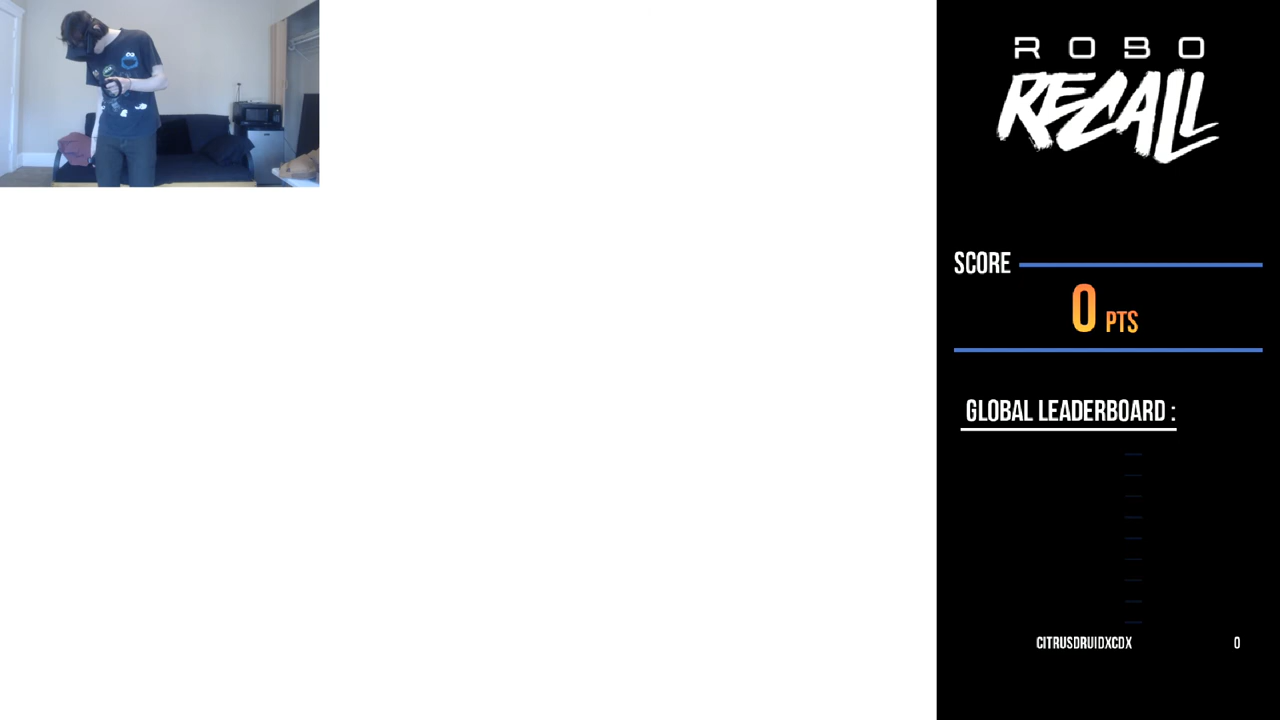 ROBO
RECALL
SCORE
0 PTS
GLOBAL LEADERBOARD :
CITRUSDRUIDXCDX 0